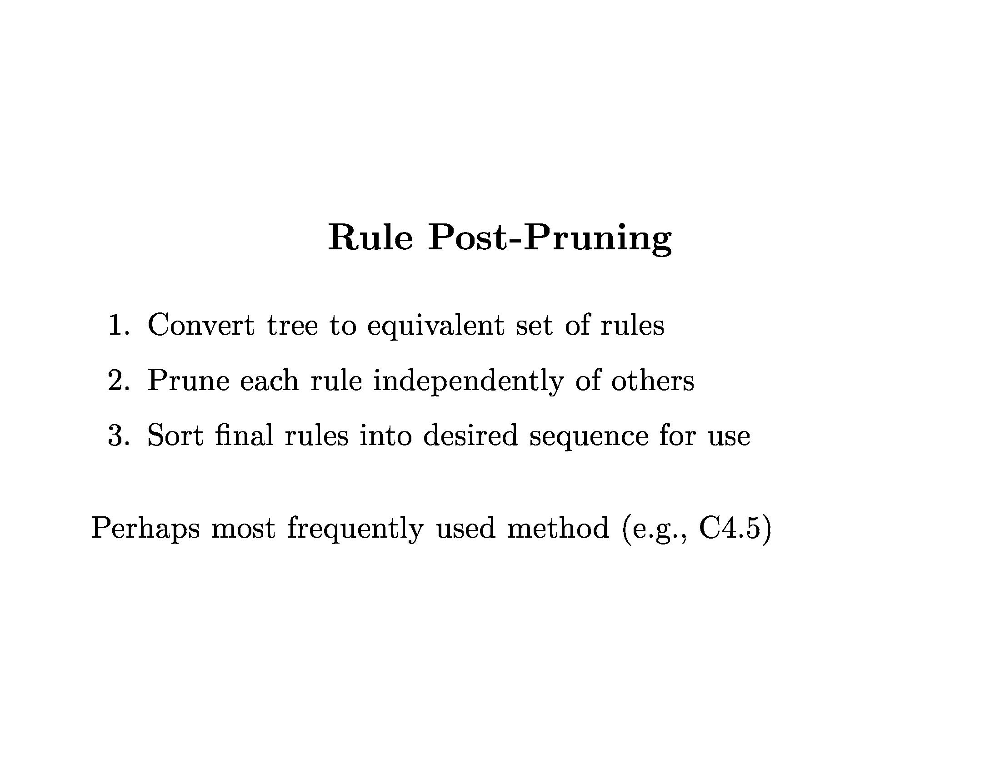 Rule Post-Pruning
1. Convert tree to equivalent set of rules
2. Prune each rule independently of others
3. Sort final rules into desired sequence for use
Perhaps most frequently used method (e.g., C4.5)